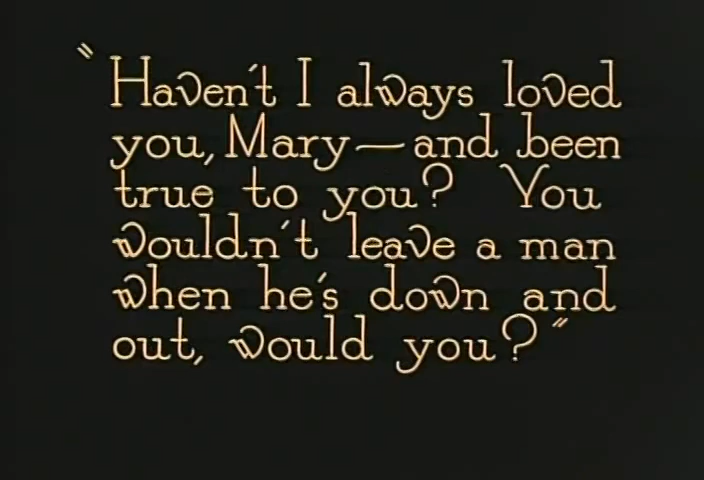 "Haven't I always loved
you, Mary—and been
true to you? You
wouldn't leave a man
when he's down and
out, would you?"